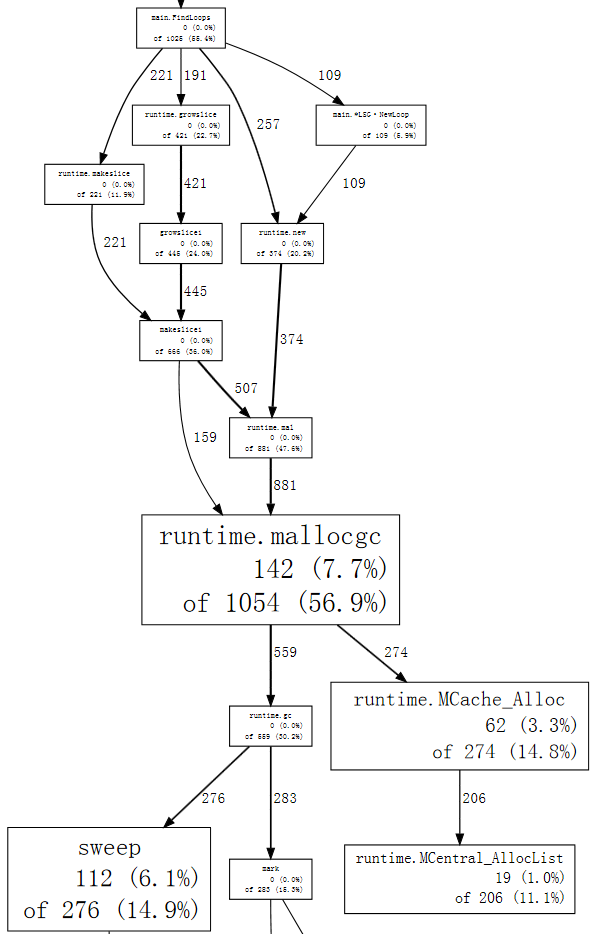 main.FindLoops
0 (0.0%)
of 1025 (55.4%)
221
191
109
257
runtime.growslice
0 (0.0%)
of 421 (22.7%)
main.*LSG*NewLoop
0 (0.0%)
of 109 (5.9%)
runtime.makeslice
0 (0.0%)
of 221 (11.9%)
421
109
growslice1
0 (0.0%)
of 445 (24.0%)
runtime.new
0 (0.0%)
of 374 (20.2%)
221
445
makeslice1
0 (0.0%)
of 666 (36.0%)
374
507
runtime.mal
0 (0.0%)
of 881 (47.6%)
159
881
runtime.mallocgc
142 (7.7%)
of 1054 (56.9%)
559
274
runtime.MCache_Alloc
62 (3.3%)
of 274 (14.8%)
runtime.gc
0 (0.0%)
of 559 (30.2%)
276
283
206
sweep
112 (6.1%)
of 276 (14.9%)
mark
0 (0.0%)
of 283 (15.3%)
runtime.MCentral_AllocList
19 (1.0%)
of 206 (11.1%)